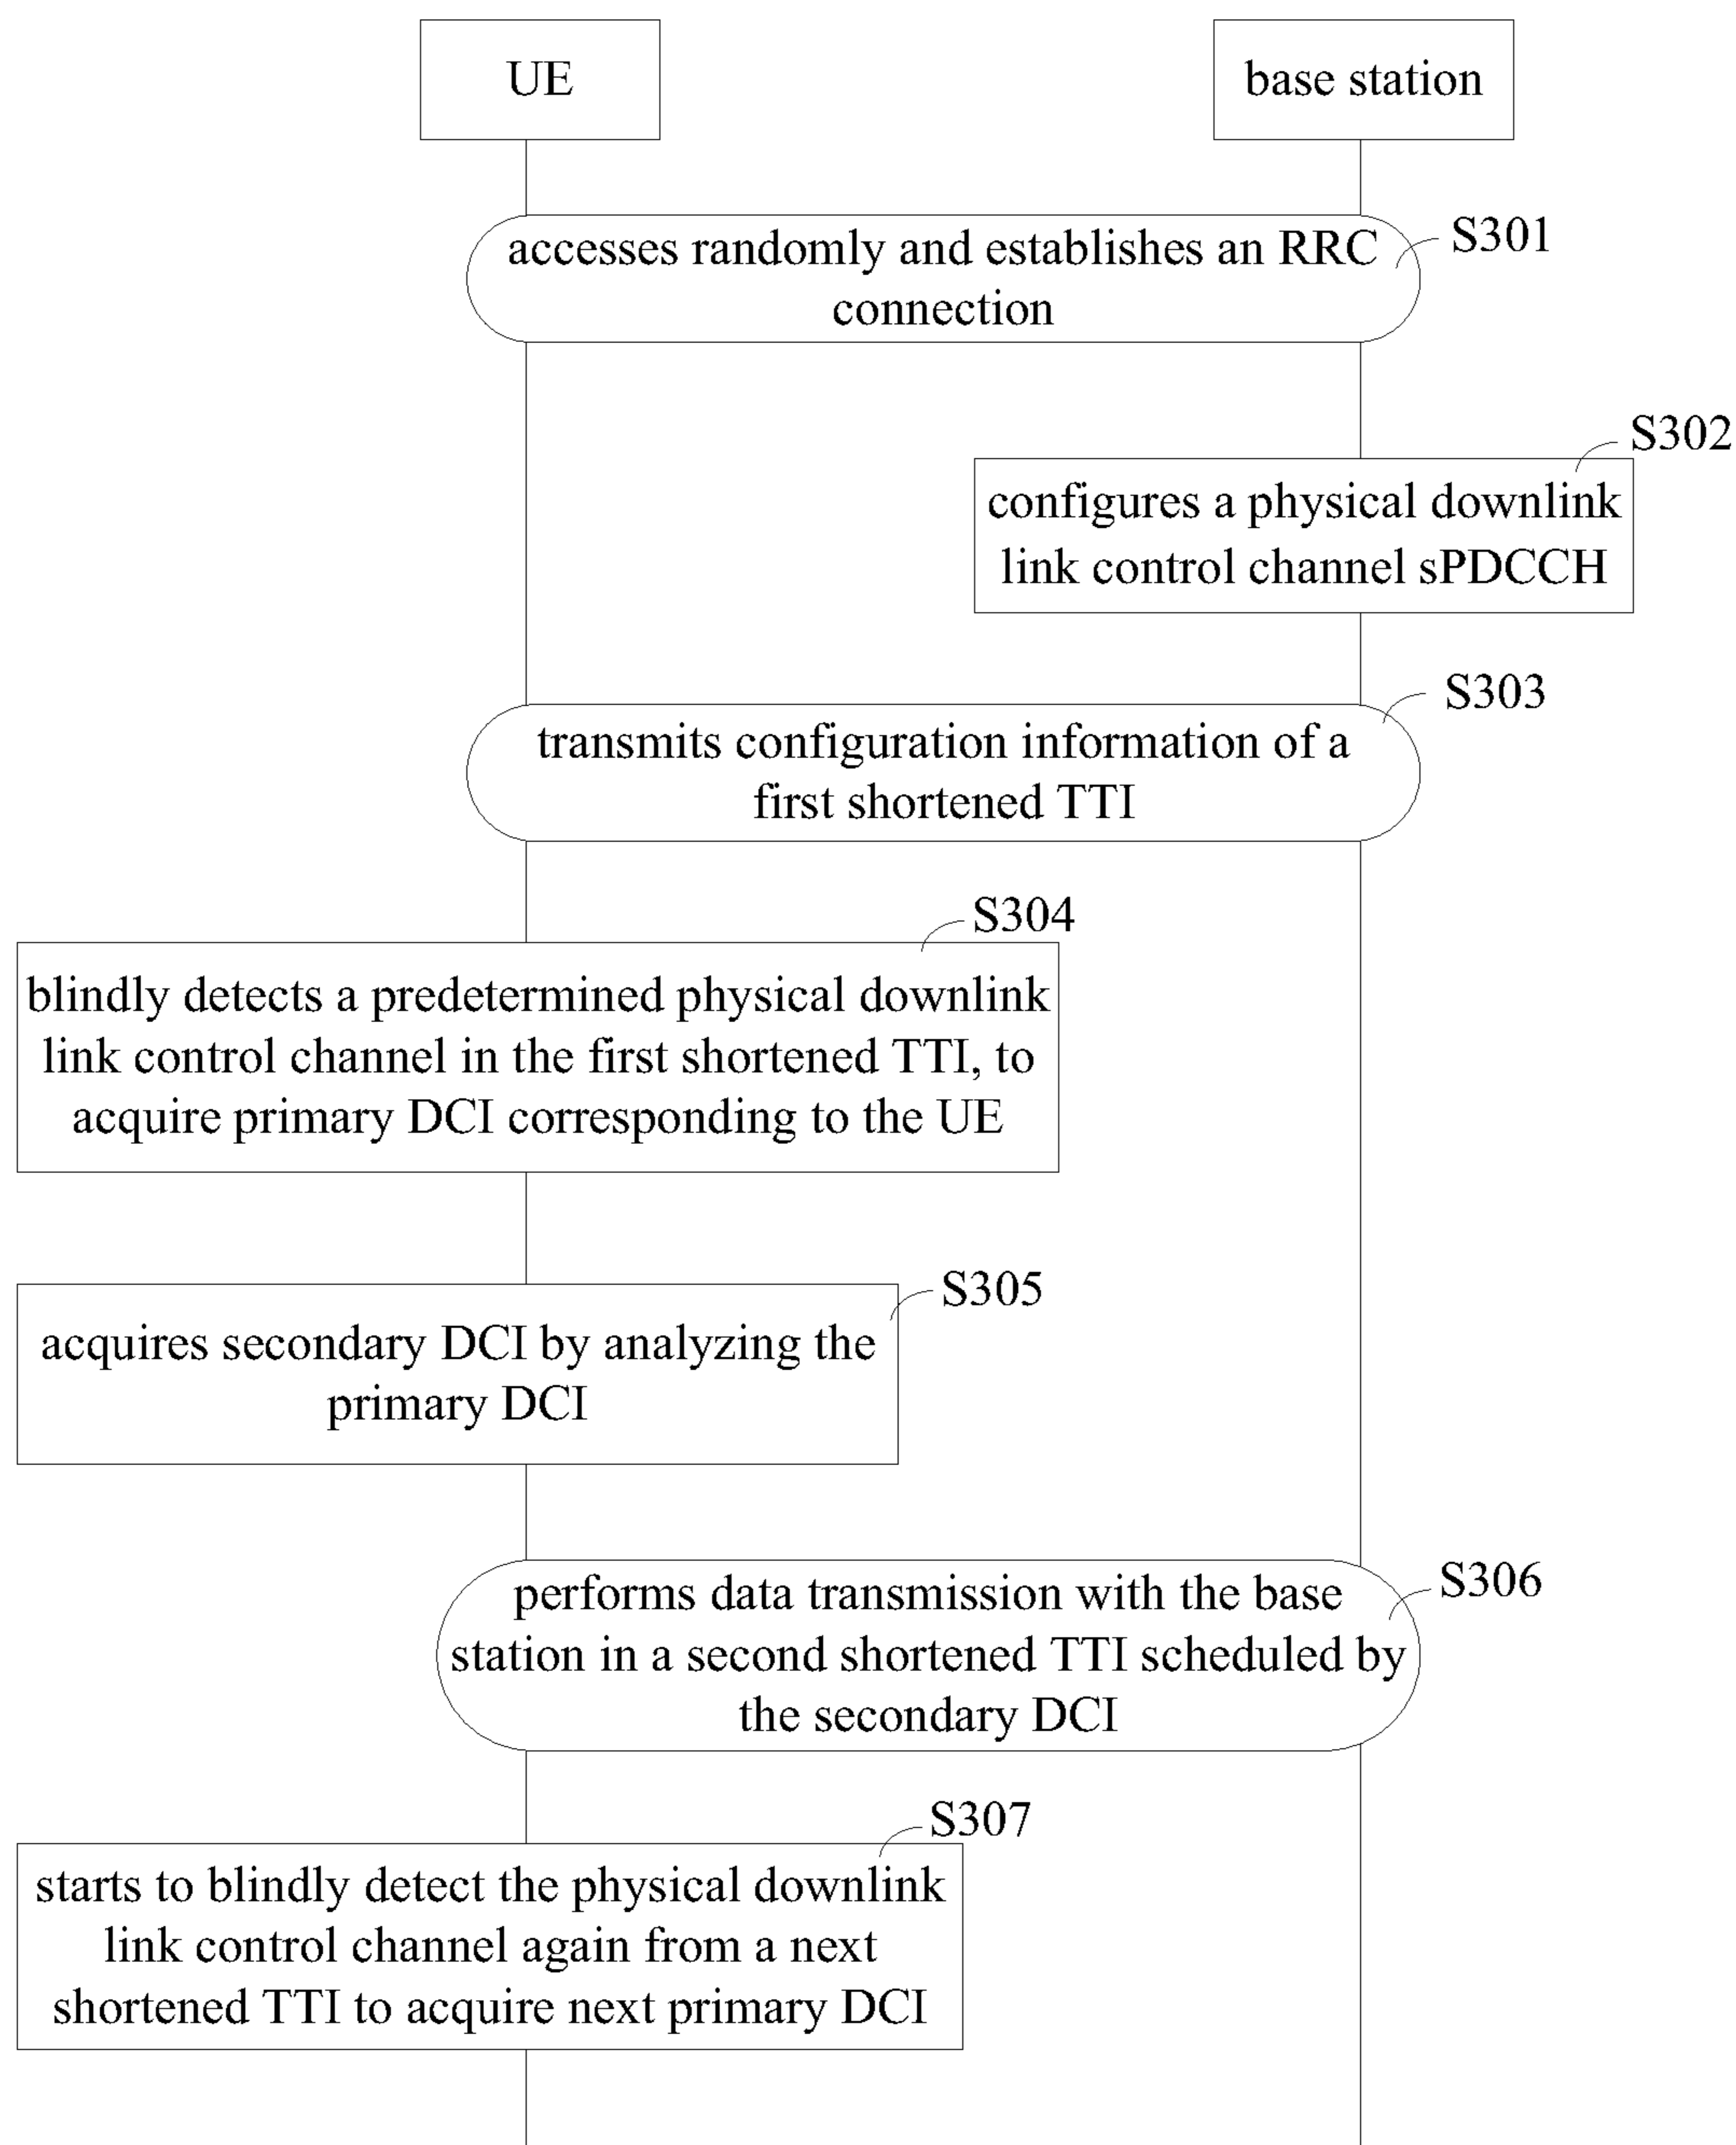 UE
base station
S301
accesses randomly and establishes an RRC
connection
S302
configures a physical downlink
link control channel sPDCCH
S303
transmits configuration information of a
first shortened TTI
S304
blindly detects a predetermined physical downlink
link control channel in the first shortened TTI, to
acquire primary DCI corresponding to the UE
S305
acquires secondary DCI by analyzing the
primary DCI
S306
performs data transmission with the base
station in a second shortened TTI scheduled by
the secondary DCI
S307
starts to blindly detect the physical downlink
link control channel again from a next
shortened TTI to acquire next primary DCI